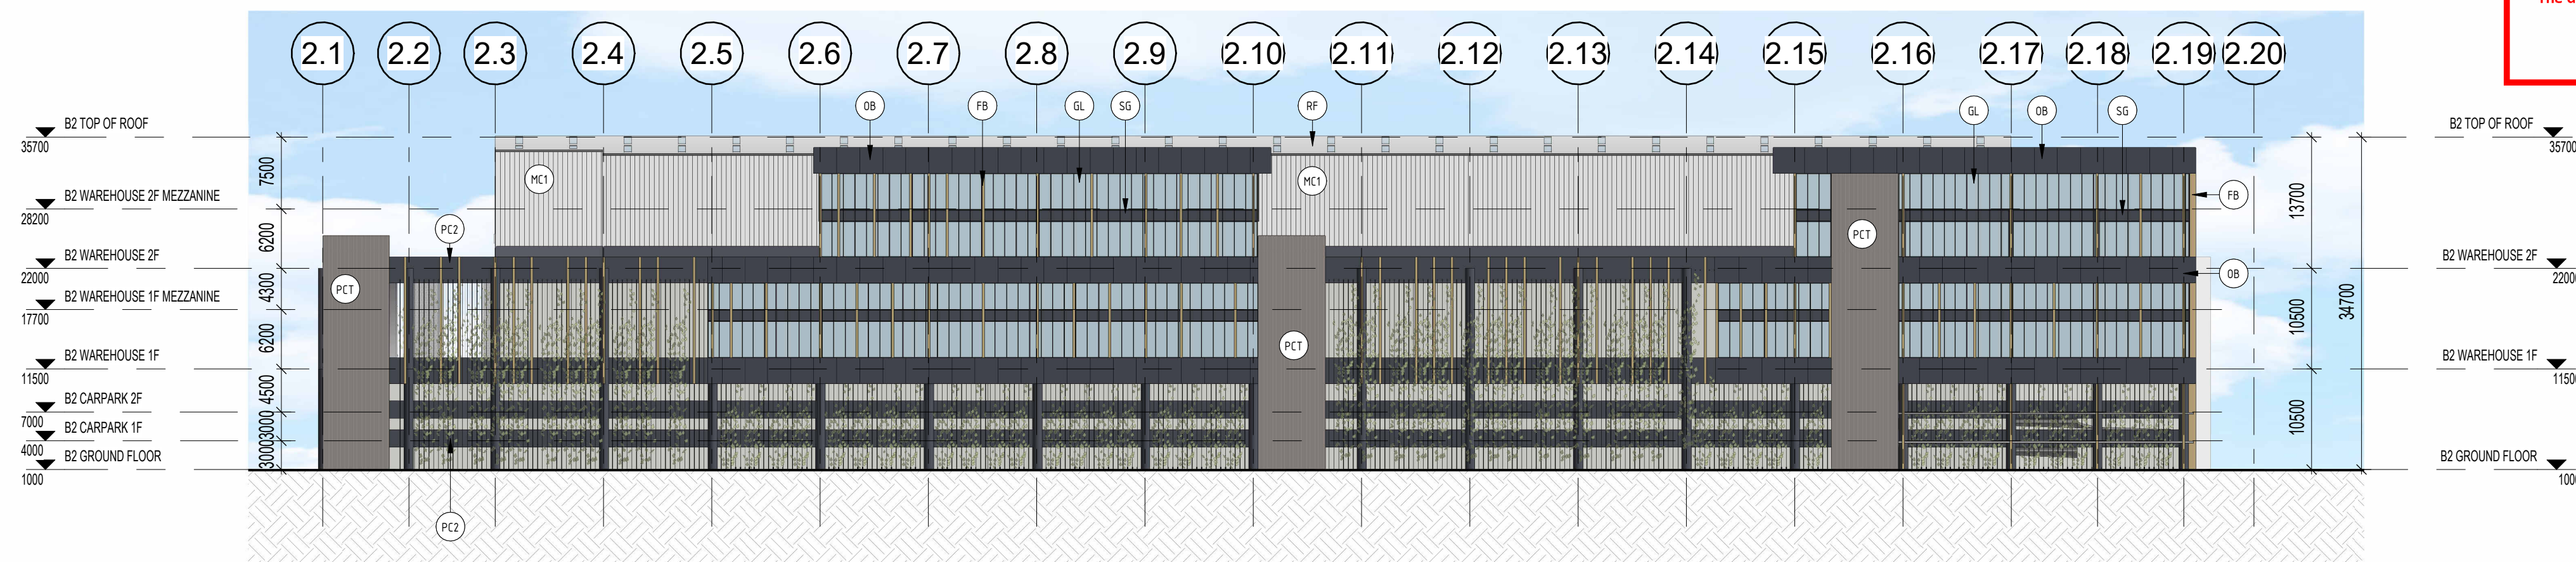 The
2.1 2.2 2.3 2.4 2.5 2.6 2.7 2.8 2.9 2.10 2.11 2.12 2.13 2.14 2.15 2.16 2.17 2.18 2.19 2.20
OB FB GL SG RF GL OB SG
B2 TOP OF ROOF
35700
7500
MC1
MC1
B2 WAREHOUSE 2F MEZZANINE
28200
6200
PC2
B2 WAREHOUSE 2F
22000
4300
PCT
B2 WAREHOUSE 1F MEZZANINE
17700
6200
PCT
PCT
B2 WAREHOUSE 1F
11500
4500
B2 CARPARK 2F
7000
3000
B2 CARPARK 1F
4000
3000
B2 GROUND FLOOR
1000
PC2
FB
OB
13700
10500
10500
34700
B2 TOP OF ROOF
35700
B2 WAREHOUSE 2F
2200
B2 WAREHOUSE 1F
1150
B2 GROUND FLOOR
100